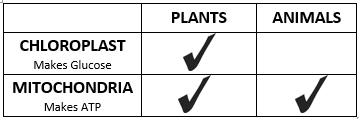 PLANTS ANIMALS
CHLOROPLAST
Makes Glucose
MITOCHONDRIA
Makes ATP